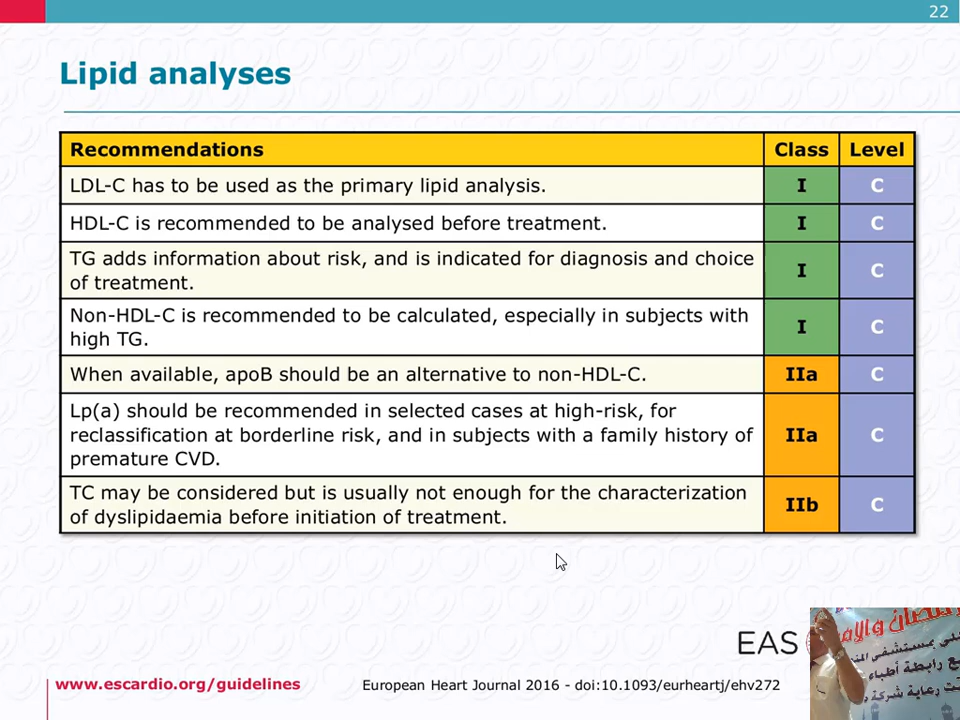 22
Lipid analyses
Recommendations Class Level
LDL-C has to be used as the primary lipid analysis. I C
HDL-C is recommended to be analysed before treatment. I C
TG adds information about risk, and is indicated for diagnosis and choice
of treatment. I C
Non-HDL-C is recommended to be calculated, especially in subjects with
high TG. I C
When available, apoB should be an alternative to non-HDL-C. IIa C
Lp(a) should be recommended in selected cases at high-risk, for
reclassification at borderline risk, and in subjects with a family history of
premature CVD. IIa C
TC may be considered but is usually not enough for the characterization
of dyslipidaemia before initiation of treatment. IIb C
EAS
www.escardio.org/guidelines European Heart Journal 2016 - doi:10.1093/eurheartj/ehv272
بمستشفى
رابطة أطباء
رعاية شركة